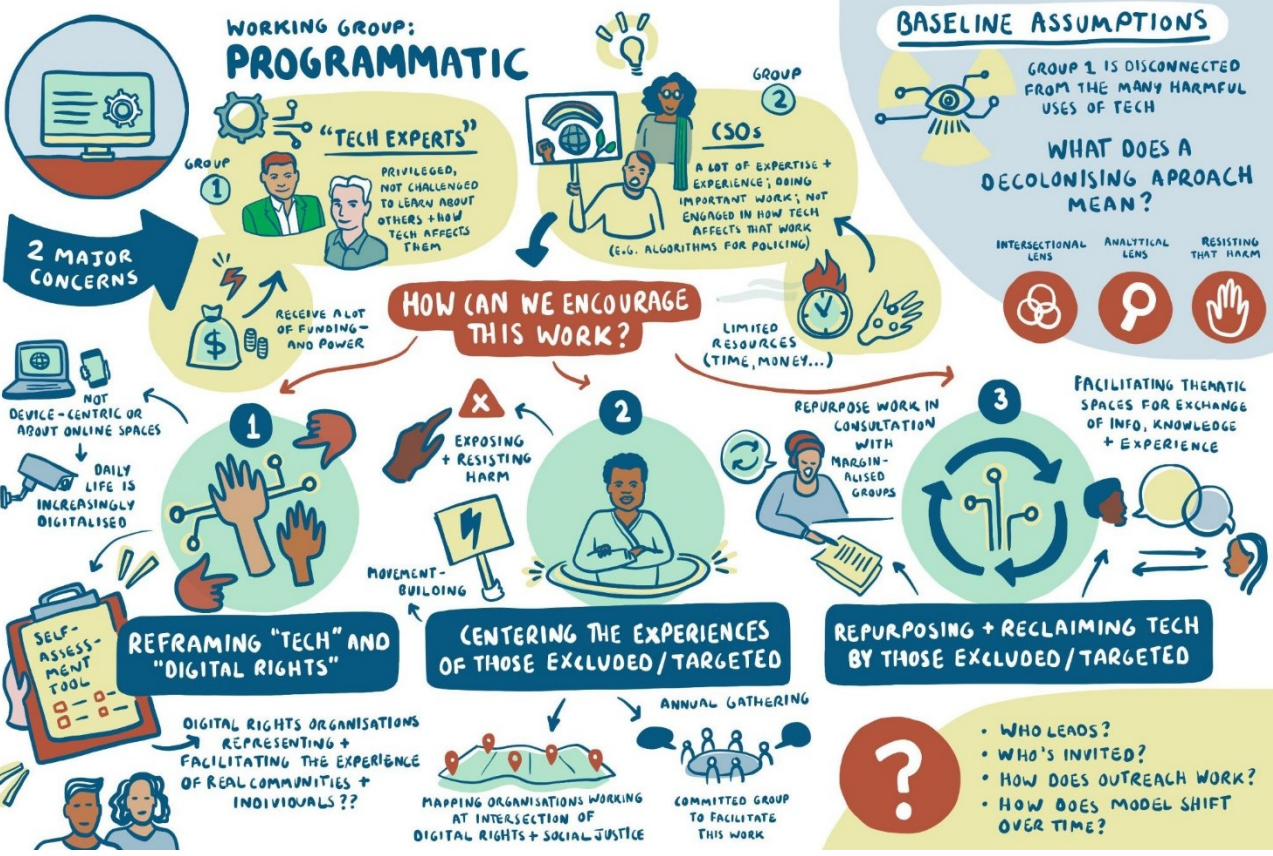 WORKING GROUP:
PROGRAMMATIC
2 MAJOR
CONCERNS
GROUP
1
"TECH EXPERTS"
PRIVILEGED,
NOT CHALLENGED
TO LEARN ABOUT
OTHERS + HOW
TECH AFFECTS
THEM
$
RECEIVE A LOT
OF FUNDING-
AND POWER
GROUP
2
CSOs
A LOT OF EXPERTISE +
EXPERIENCE; DOING
IMPORTANT WORK; NOT
ENGAGED IN HOW TECH
AFFECTS THAT WORK
(E.G. ALGORITHMS FOR POLICING)
LIMITED
RESOURCES
(TIME, MONEY...)
BASELINE ASSUMPTIONS
GROUP 1 IS DISCONNECTED
FROM THE MANY HARMFUL
USES OF TECH
WHAT DOES A
DECOLONISING APROACH
MEAN?
INTERSECTIONAL
LENS
ANALYTICAL
LENS
RESISTING
THAT HARM
HOW CAN WE ENCOURAGE
THIS WORK?
1
NOT
DEVICE-CENTRIC OR
ABOUT ONLINE SPACES
DAILY
LIFE IS
INCREASINGLY
DIGITALISED
REFRAMING "TECH" AND
"DIGITAL RIGHTS"
SELF-
ASSESS-
MENT
TOOL
DIGITAL RIGHTS ORGANISATIONS
REPRESENTING +
FACILITATING THE EXPERIENCE
OF REAL COMMUNITIES +
INDIVIDUALS ??
2
X
EXPOSING
+ RESISTING
HARM
MOVEMENT-
BUILDING
CENTERING THE EXPERIENCES
OF THOSE EXCLUDED/TARGETED
MAPPING ORGANISATIONS WORKING
AT INTERSECTION OF
DIGITAL RIGHTS + SOCIAL JUSTICE
ANNUAL GATHERING
COMMITTED GROUP
TO FACILITATE
THIS WORK
3
REPURPOSE WORK IN
CONSULTATION
WITH
MARGIN-
ALISED
GROUPS
FACILITATING THEMATIC
SPACES FOR EXCHANGE
OF INFO, KNOWLEDGE
+ EXPERIENCE
REPURPOSING + RECLAIMING TECH
BY THOSE EXCLUDED/TARGETED
?
• WHO LEADS?
• WHO'S INVITED?
• HOW DOES OUTREACH WORK?
• HOW DOES MODEL SHIFT
OVER TIME?